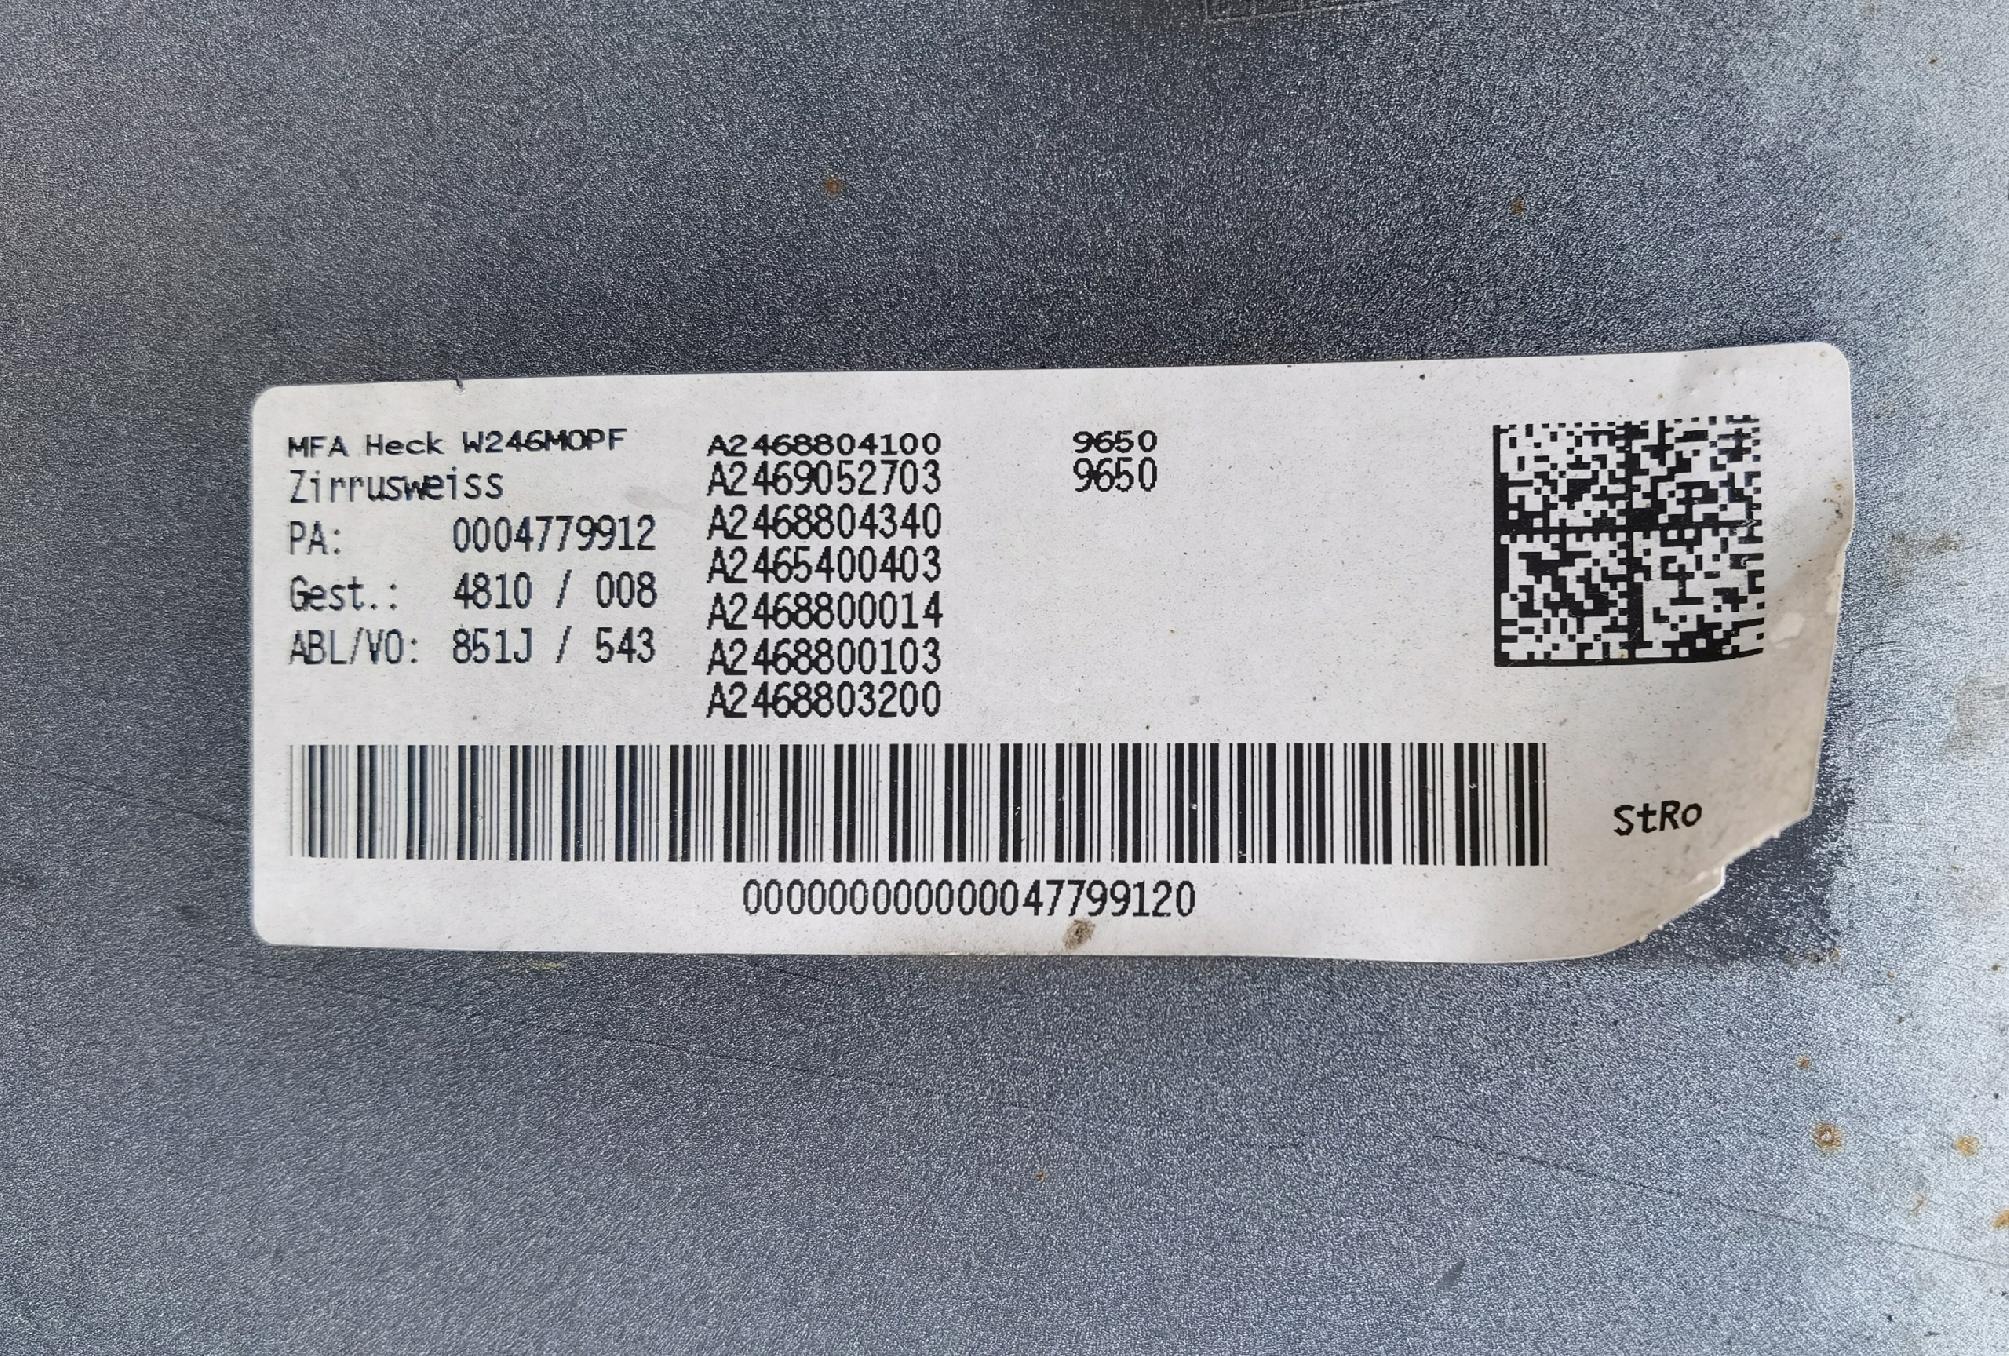 MFA Heck W246MOPF
Zirrusweiss
PA: 0004779912
Gest.: 4810 / 008
ABL/VO: 851J / 543
A2468804100 9650
A2469052703 9650
A2468804340
A2465400403
A2468800014
A2468800103
A2468803200
StRo
000000000000047799120